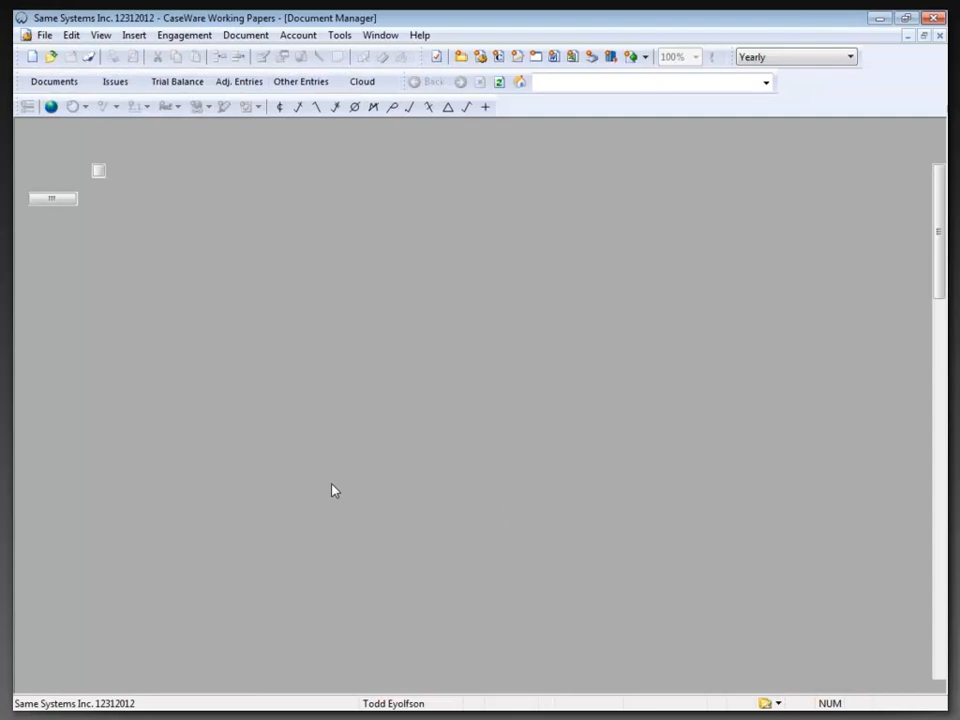 Same Systems Inc. 12312012 - CaseWare Working Papers - [Document Manager]
File Edit View Insert Engagement Document Account Tools Window Help
100% Yearly
Documents Issues Trial Balance Adj. Entries Other Entries Cloud Back
Same Systems Inc. 12312012 Todd Eyolfson NUM